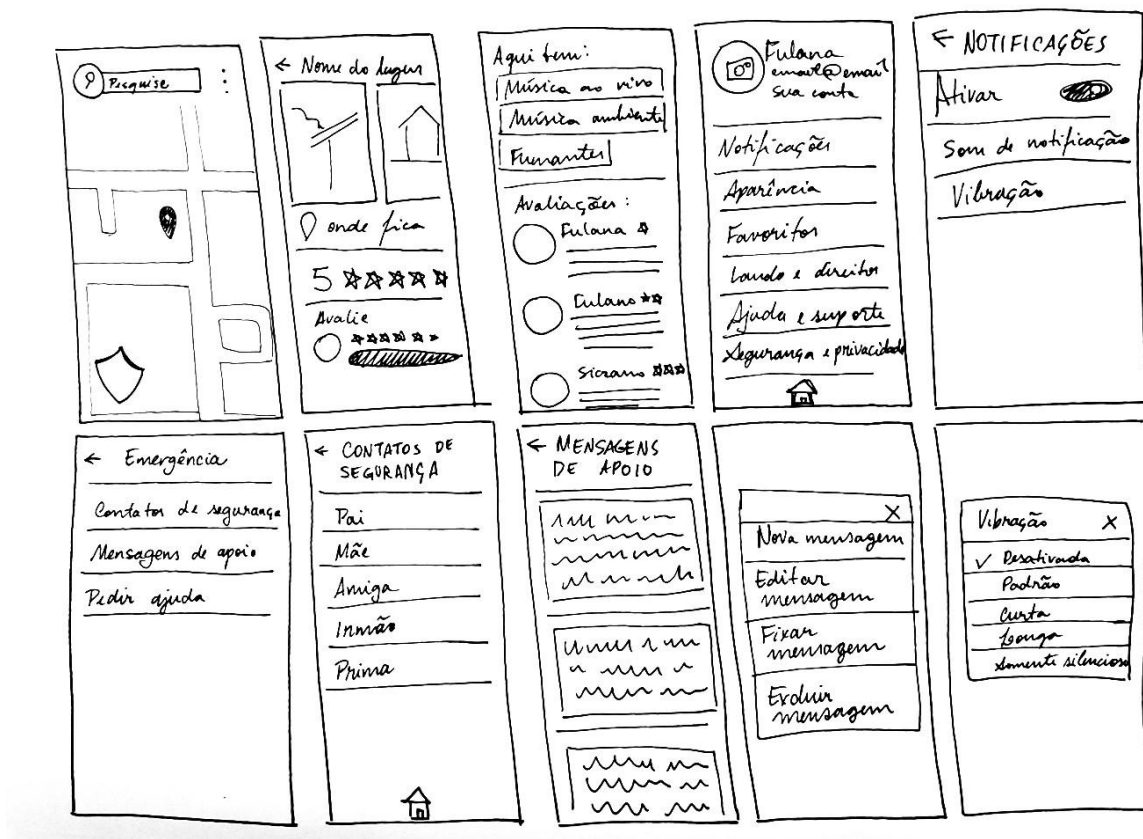 Pesquise
← Nome do lugar
onde fica
5
Avalie
Aqui tem:
Música ao vivo
Música ambiente
Fumantes
Avaliações:
Fulana
Fulano
Sicrano
Fulana
email@email
sua conta
Notificações
Aparência
Favoritos
Laudo e direitos
Ajuda e suporte
Segurança e privacidade
← NOTIFICAÇÕES
Ativar
Som de notificação
Vibração
← Emergência
Contatos de segurança
Mensagens de apoio
Pedir ajuda
← CONTATOS DE
SEGURANÇA
Pai
Mãe
Amiga
Irmão
Prima
← MENSAGENS
DE APOIO
X
Nova mensagem
Editar
mensagem
Fixar
mensagem
Excluir
mensagem
Vibração X
✓ Desativada
Padrão
Curta
Longa
Somente silencioso